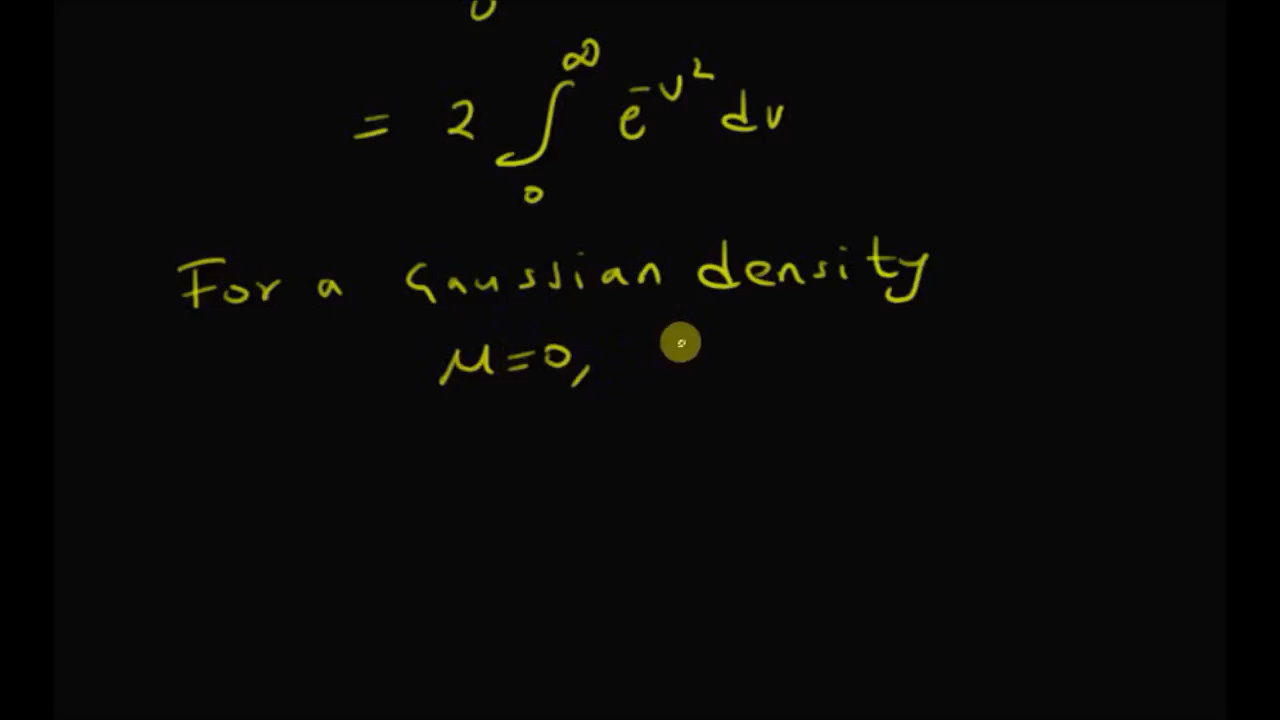 = 2 ∫₀^∞ e^{-v²} dv
For a Gaussian density
μ=0,